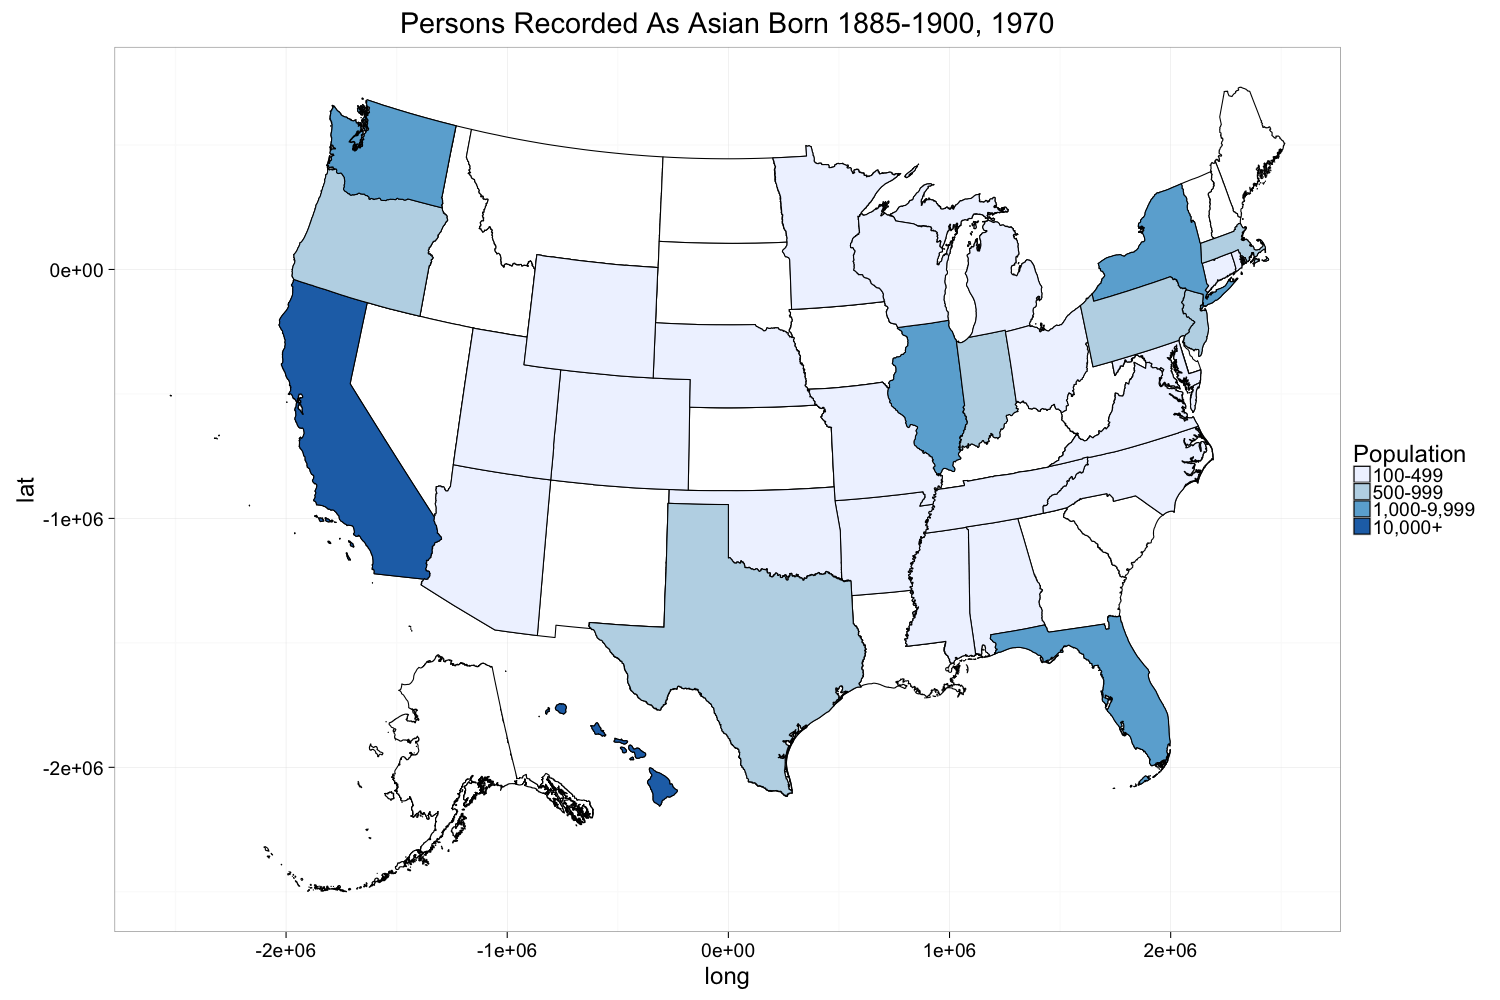 Persons Recorded As Asian Born 1885-1900, 1970
0e+00
-1e+06
-2e+06
lat
-2e+06
-1e+06
0e+00
1e+06
2e+06
long
Population
100-499
500-999
1,000-9,999
10,000+